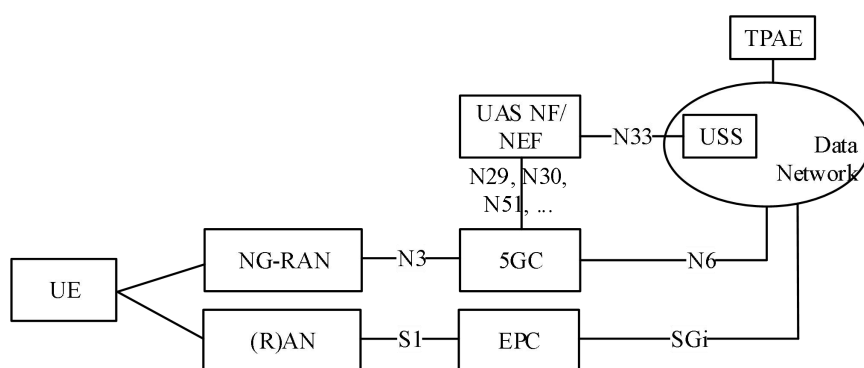 TPAE
UAS NF/
NEF
N33
USS
Data
Network
N29, N30,
N51, ...
NG-RAN
N3
5GC
N6
UE
(R)AN
S1
EPC
SGi